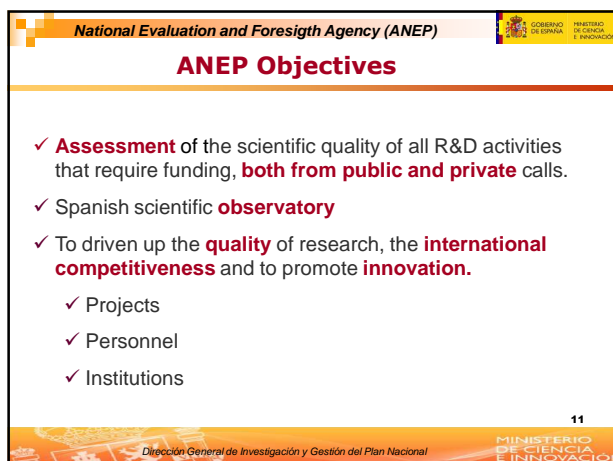 National Evaluation and Foresigth Agency (ANEP)
GOBIERNO
DE ESPAÑA
MINISTERIO
DE CIENCIA
E INNOVACIÓN
ANEP Objectives
✓ Assessment of the scientific quality of all R&D activities
that require funding, both from public and private calls.
✓ Spanish scientific observatory
✓ To driven up the quality of research, the international
competitiveness and to promote innovation.
✓ Projects
✓ Personnel
✓ Institutions
11
Dirección General de Investigación y Gestión del Plan Nacional
MINISTERIO
DE CIENCIA
E INNOVACIÓ